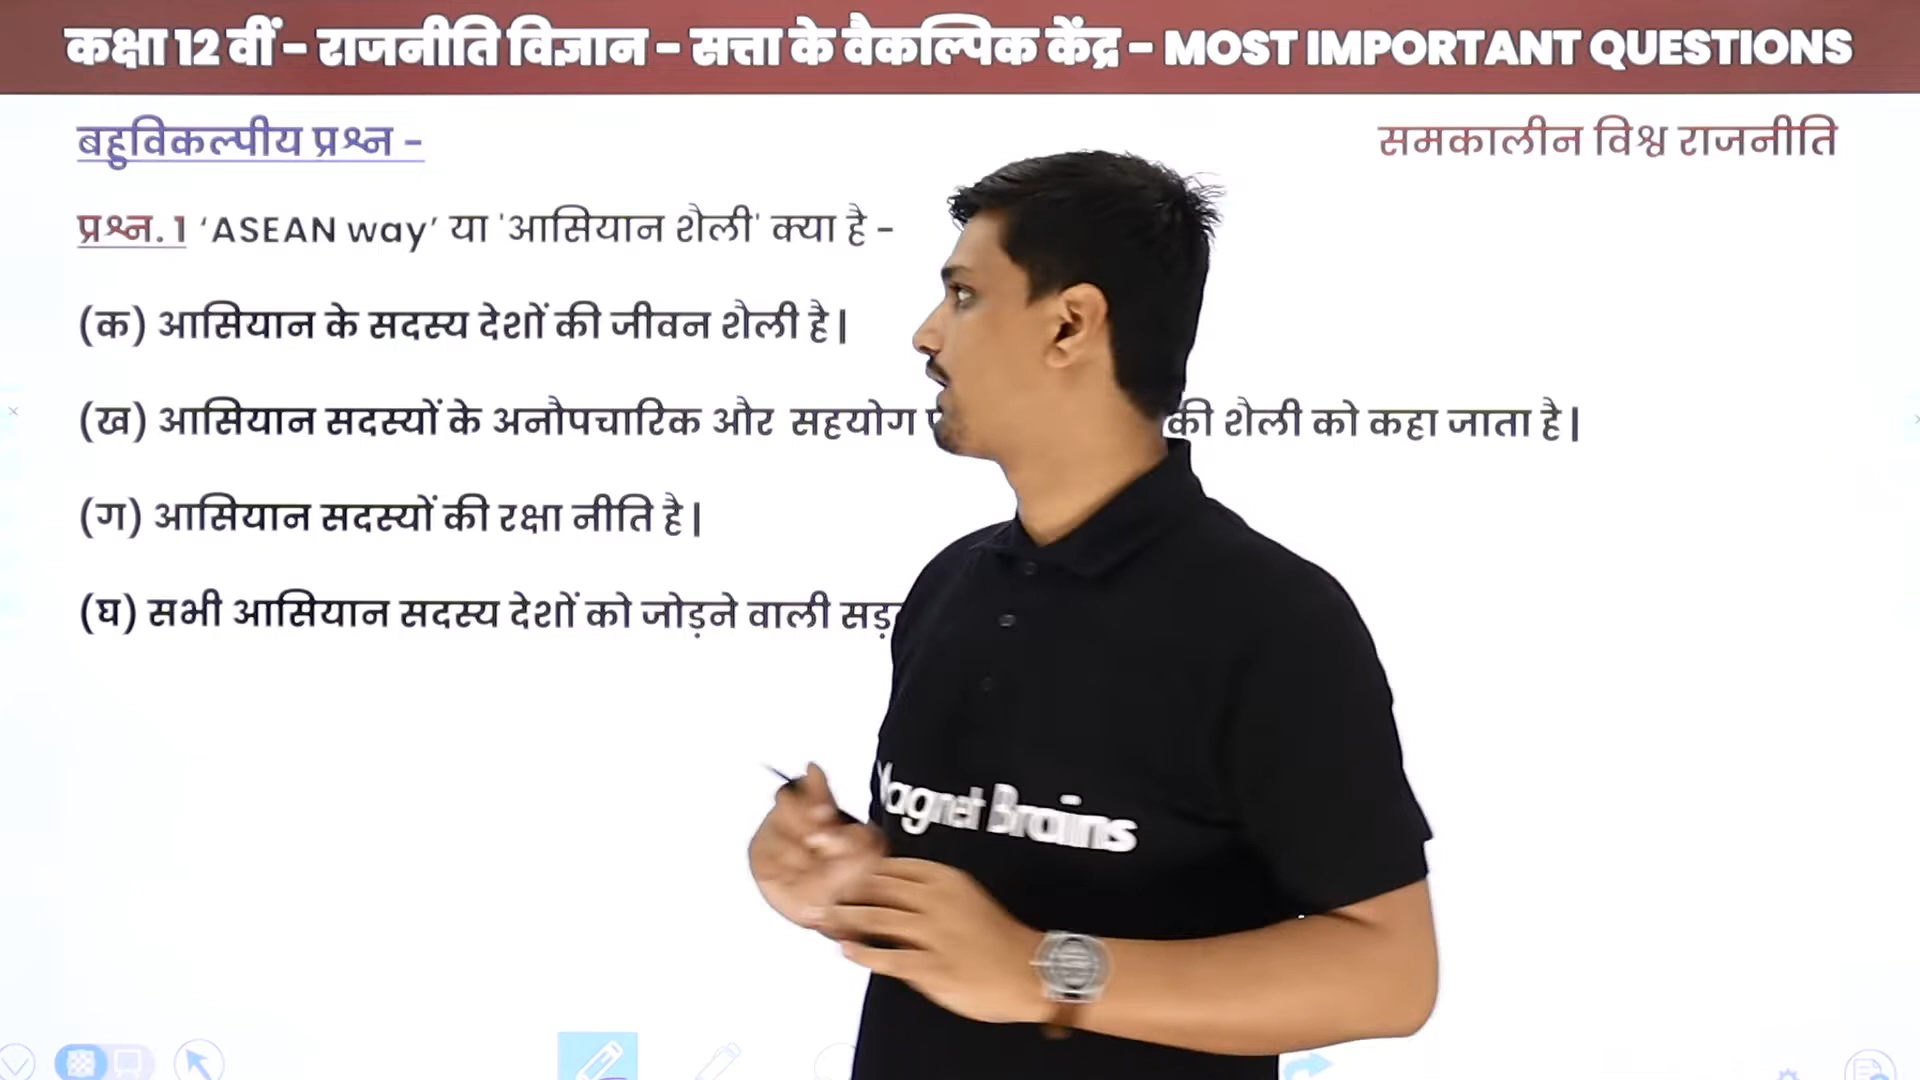 कक्षा 12 वीं - राजनीति विज्ञान - सत्ता के वैकल्पिक केंद्र - MOST IMPORTANT QUESTIONS
बहुविकल्पीय प्रश्न -
समकालीन विश्व राजनीति
प्रश्न. 1 ‘ASEAN way’ या 'आसियान शैली' क्या है -
(क) आसियान के सदस्य देशों की जीवन शैली है |
(ख) आसियान सदस्यों के अनौपचारिक और सहयोग की शैली को कहा जाता है |
(ग) आसियान सदस्यों की रक्षा नीति है |
(घ) सभी आसियान सदस्य देशों को जोड़ने वाली
Magnet Brains